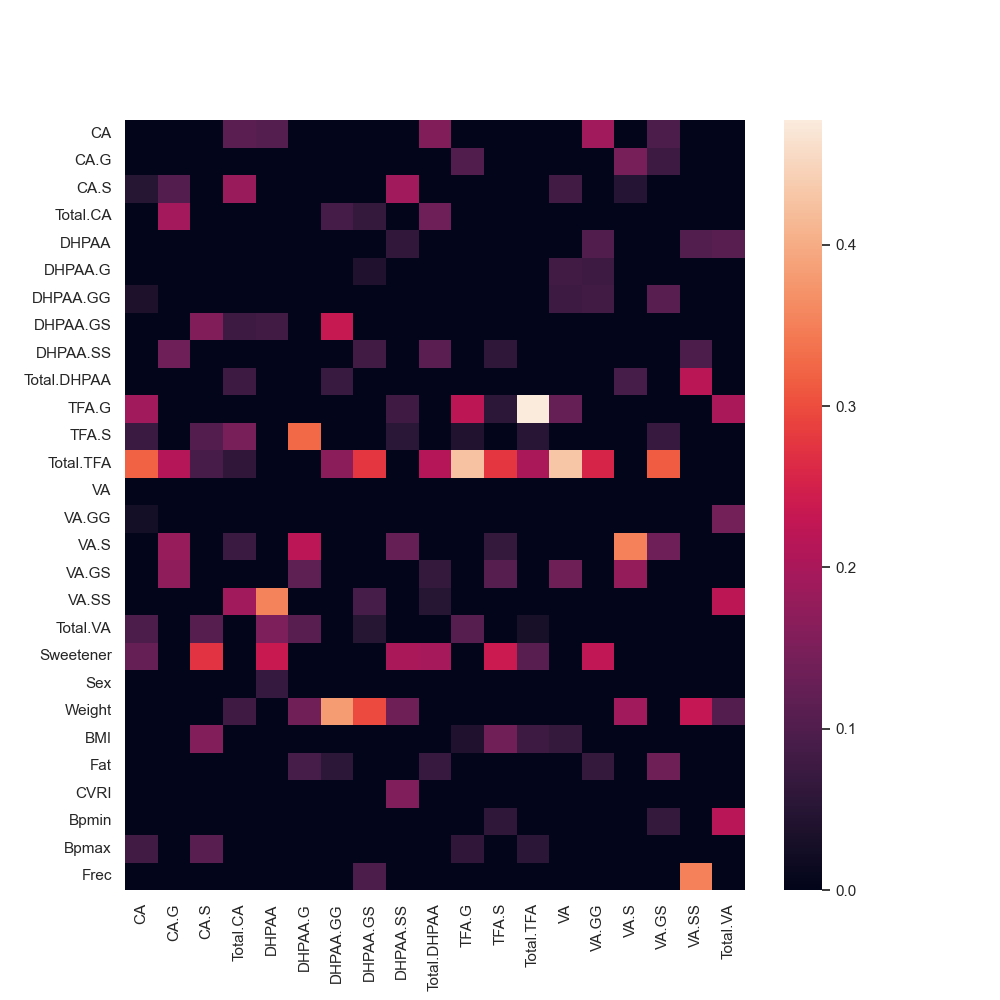 CA
CA.G
CA.S
Total.CA
DHPAA
DHPAA.G
DHPAA.GG
DHPAA.GS
DHPAA.SS
Total.DHPAA
TFA.G
TFA.S
Total.TFA
VA
VA.GG
VA.S
VA.GS
VA.SS
Total.VA
Sweetener
Sex
Weight
BMI
Fat
CVRI
Bpmin
Bpmax
Frec
CA
CA.G
CA.S
Total.CA
DHPAA
DHPAA.G
DHPAA.GG
DHPAA.GS
DHPAA.SS
Total.DHPAA
TFA.G
TFA.S
Total.TFA
VA
VA.GG
VA.S
VA.GS
VA.SS
Total.VA
0.4
0.3
0.2
0.1
0.0